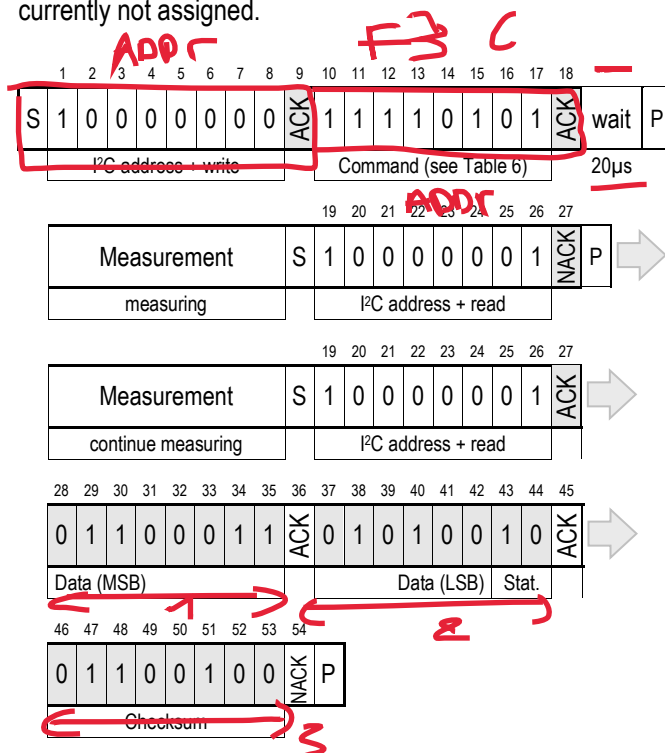 currently not assigned.
ADDr F3 C
1 2 3 4 5 6 7 8 9 10 11 12 13 14 15 16 17 18
S 1 0 0 0 0 0 0 0 ACK 1 1 1 1 0 1 0 1 ACK wait P
I²C address + write Command (see Table 6) 20µs
ADDr
19 20 21 22 23 24 25 26 27
Measurement S 1 0 0 0 0 0 0 1 NACK P
measuring I²C address + read
19 20 21 22 23 24 25 26 27
Measurement S 1 0 0 0 0 0 0 1 ACK
continue measuring I²C address + read
28 29 30 31 32 33 34 35 36 37 38 39 40 41 42 43 44 45
0 1 1 0 0 0 1 1 ACK 0 1 0 1 0 0 1 0 ACK
Data (MSB) Data (LSB) Stat.
1 2
46 47 48 49 50 51 52 53 54
0 1 1 0 0 1 0 0 NACK P
Checksum
3